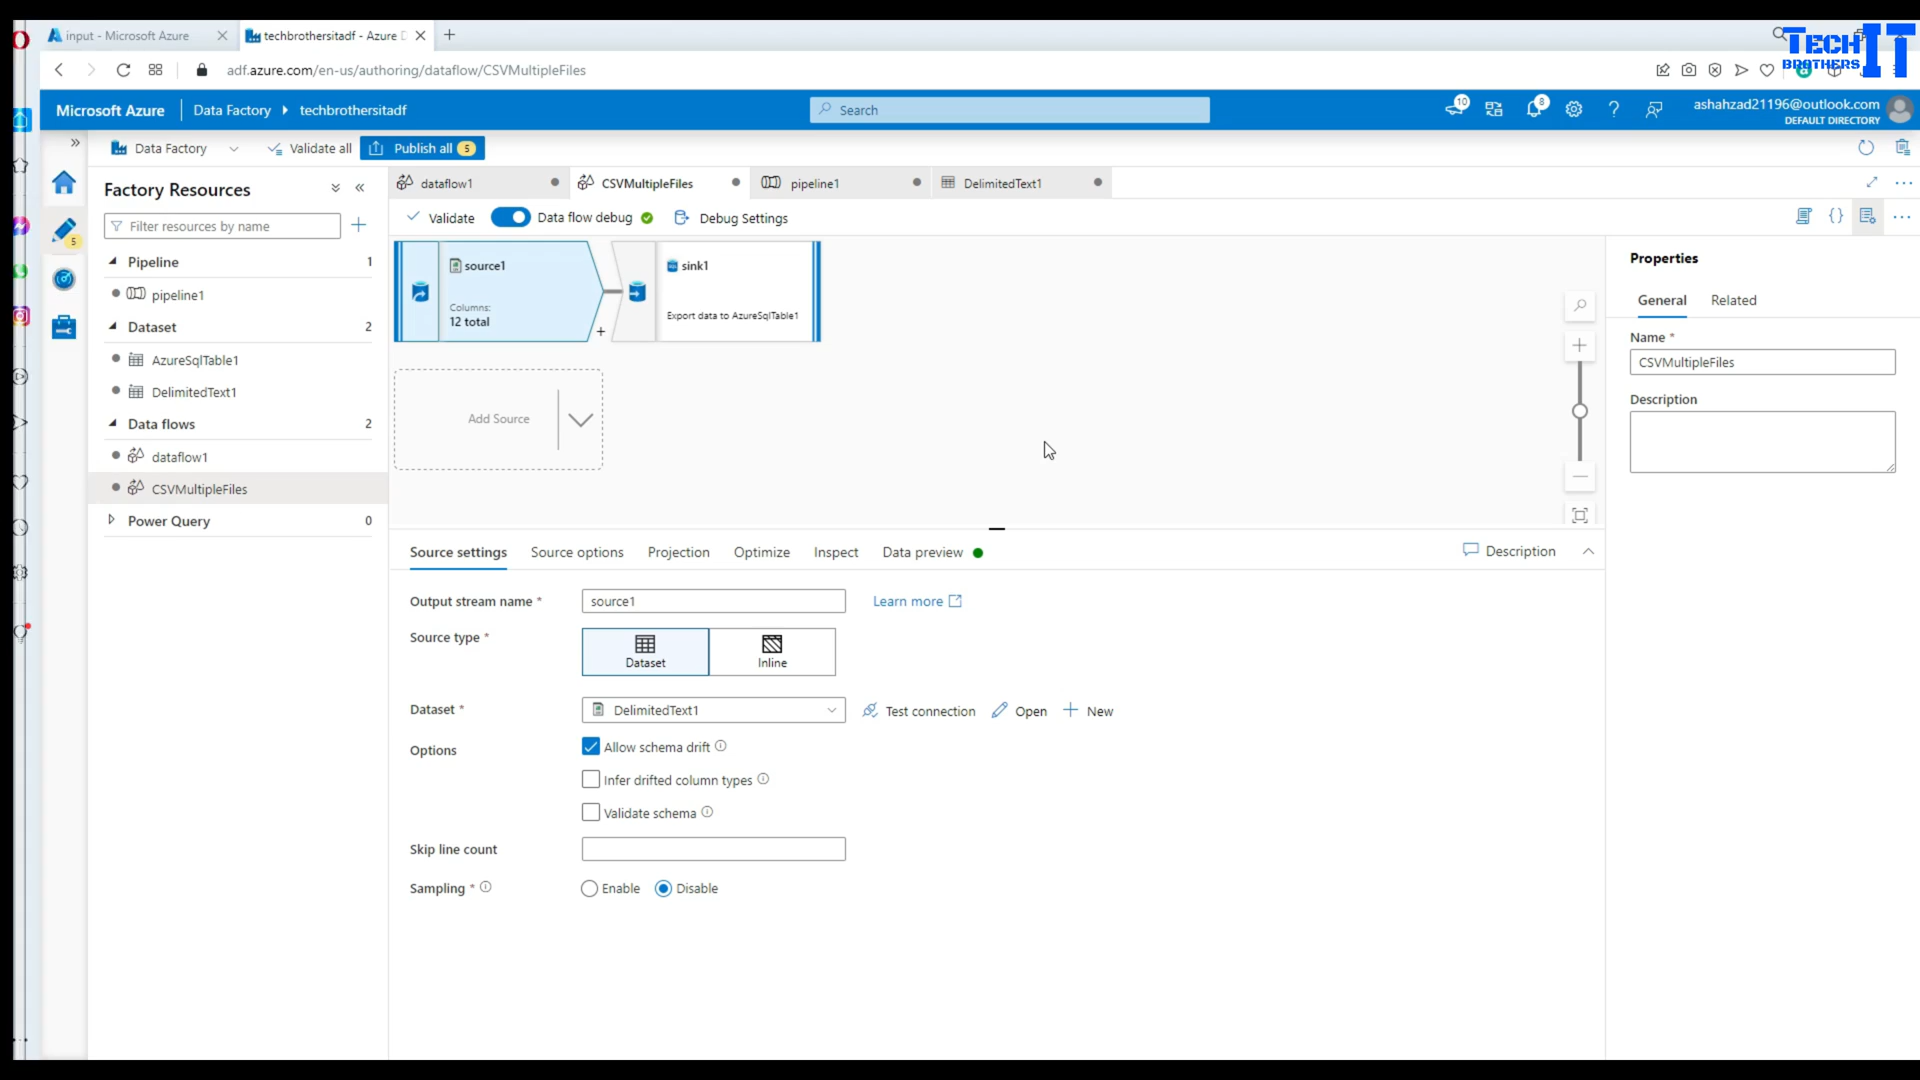 input - Microsoft Azure
techbrothersitadf - Azure D
TECH
BROTHERS
IT
adf.azure.com/en-us/authoring/dataflow/CSVMultipleFiles
Microsoft Azure
Data Factory
techbrothersitadf
Search
10
8
ashahzad21196@outlook.com
DEFAULT DIRECTORY
Data Factory
Validate all
Publish all
5
Factory Resources
dataflow1
CSVMultipleFiles
pipeline1
DelimitedText1
Filter resources by name
5
Validate
Data flow debug
Debug Settings
Pipeline
1
pipeline1
Dataset
2
AzureSqlTable1
DelimitedText1
Data flows
2
dataflow1
CSVMultipleFiles
Power Query
0
source1
Columns:
12 total
sink1
Export data to AzureSqlTable1
Add Source
Properties
General
Related
Name *
CSVMultipleFiles
Description
Source settings
Source options
Projection
Optimize
Inspect
Data preview
Description
Output stream name *
source1
Learn more
Source type *
Dataset
Inline
Dataset *
DelimitedText1
Test connection
Open
New
Options
Allow schema drift
Infer drifted column types
Validate schema
Skip line count
Sampling *
Enable
Disable